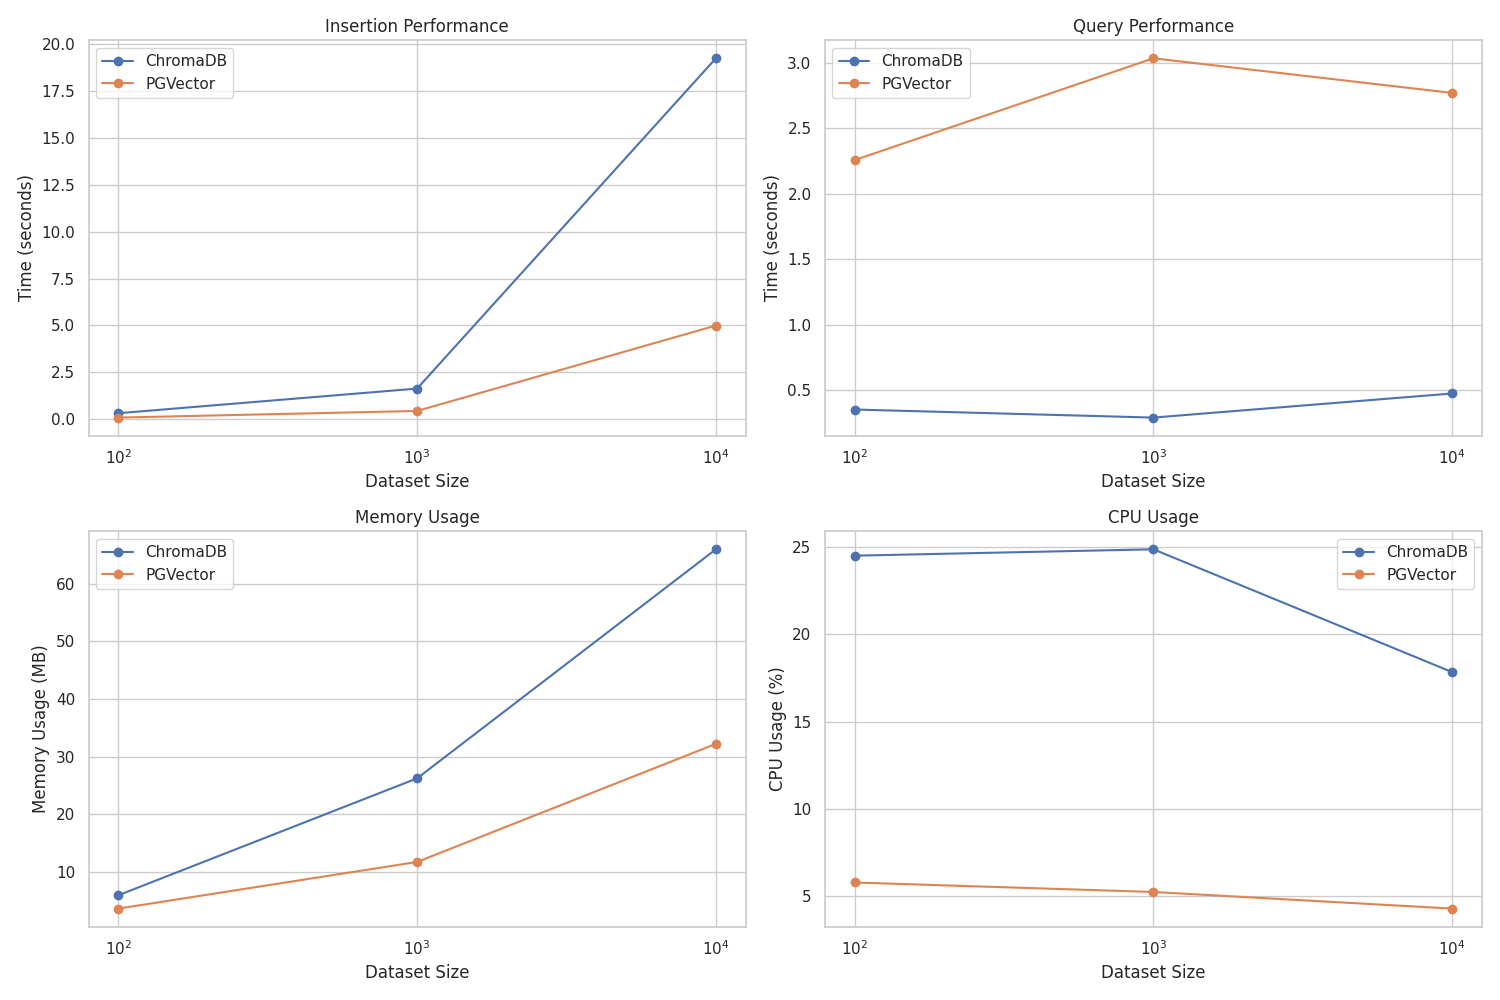 Insertion Performance
ChromaDB
PGVector
20.0
17.5
15.0
12.5
10.0
7.5
5.0
2.5
0.0
Time (seconds)
10²
10³
10⁴
Dataset Size
Query Performance
ChromaDB
PGVector
3.0
2.5
2.0
1.5
1.0
0.5
Time (seconds)
10²
10³
10⁴
Dataset Size
Memory Usage
ChromaDB
PGVector
60
50
40
30
20
10
Memory Usage (MB)
10²
10³
10⁴
Dataset Size
CPU Usage
ChromaDB
PGVector
25
20
15
10
5
CPU Usage (%)
10²
10³
10⁴
Dataset Size